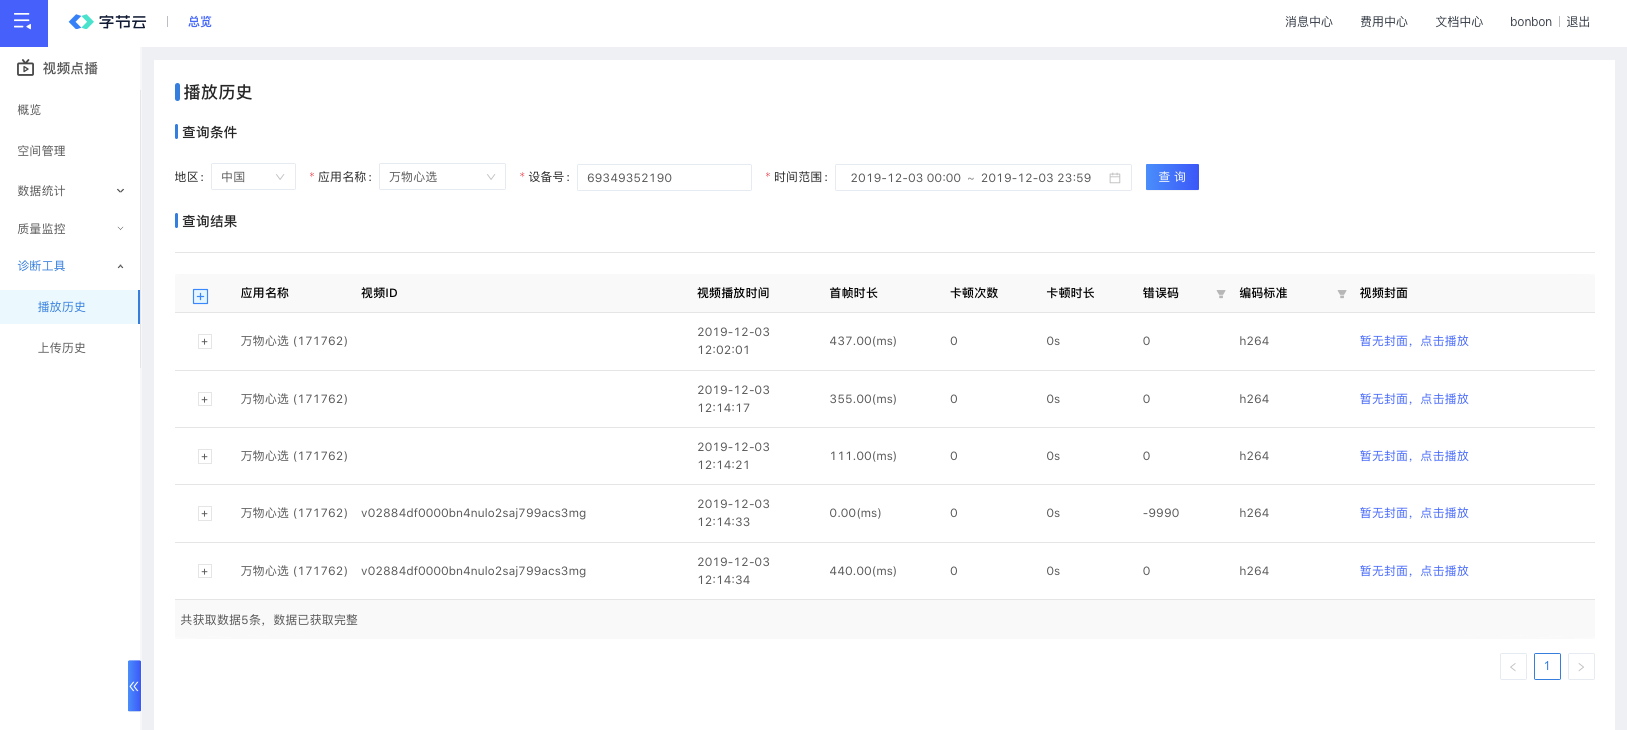 字节云
总览
消息中心 费用中心 文档中心 bonbon 退出
视频点播
概览
空间管理
数据统计
质量监控
诊断工具
播放历史
上传历史
播放历史
查询条件
地区: 中国 * 应用名称: 万物心选 * 设备号: 69349352190 * 时间范围: 2019-12-03 00:00 ~ 2019-12-03 23:59 查 询
查询结果
应用名称 视频ID 视频播放时间 首帧时长 卡顿次数 卡顿时长 错误码 编码标准 视频封面
万物心选 (171762) 2019-12-03 12:02:01 437.00(ms) 0 0s 0 h264 暂无封面，点击播放
万物心选 (171762) 2019-12-03 12:14:17 355.00(ms) 0 0s 0 h264 暂无封面，点击播放
万物心选 (171762) 2019-12-03 12:14:21 111.00(ms) 0 0s 0 h264 暂无封面，点击播放
万物心选 (171762) v02884df0000bn4nulo2saj799acs3mg 2019-12-03 12:14:33 0.00(ms) 0 0s -9990 h264 暂无封面，点击播放
万物心选 (171762) v02884df0000bn4nulo2saj799acs3mg 2019-12-03 12:14:34 440.00(ms) 0 0s 0 h264 暂无封面，点击播放
共获取数据5条，数据已获取完整
< 1 >